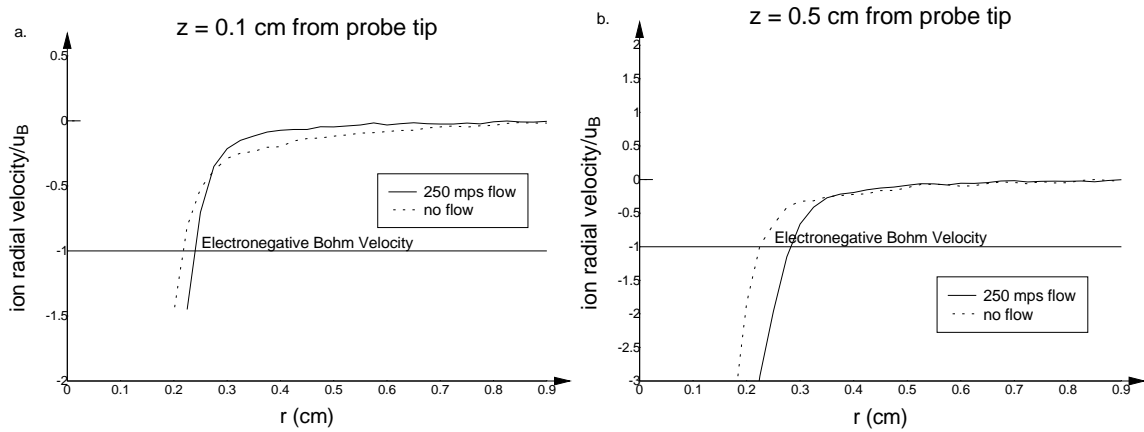 a.
z = 0.1 cm from probe tip
0.5
0
-0.5
-1
-1.5
-2
ion radial velocity/uB
250 mps flow
no flow
Electronegative Bohm Velocity
0 0.1 0.2 0.3 0.4 0.5 0.6 0.7 0.8 0.9
r (cm)
b.
z = 0.5 cm from probe tip
2
1.5
1
0.5
0
-0.5
-1
-1.5
-2
-2.5
-3
ion radial velocity/uB
Electronegative Bohm Velocity
250 mps flow
no flow
0 0.1 0.2 0.3 0.4 0.5 0.6 0.7 0.8 0.9
r (cm)